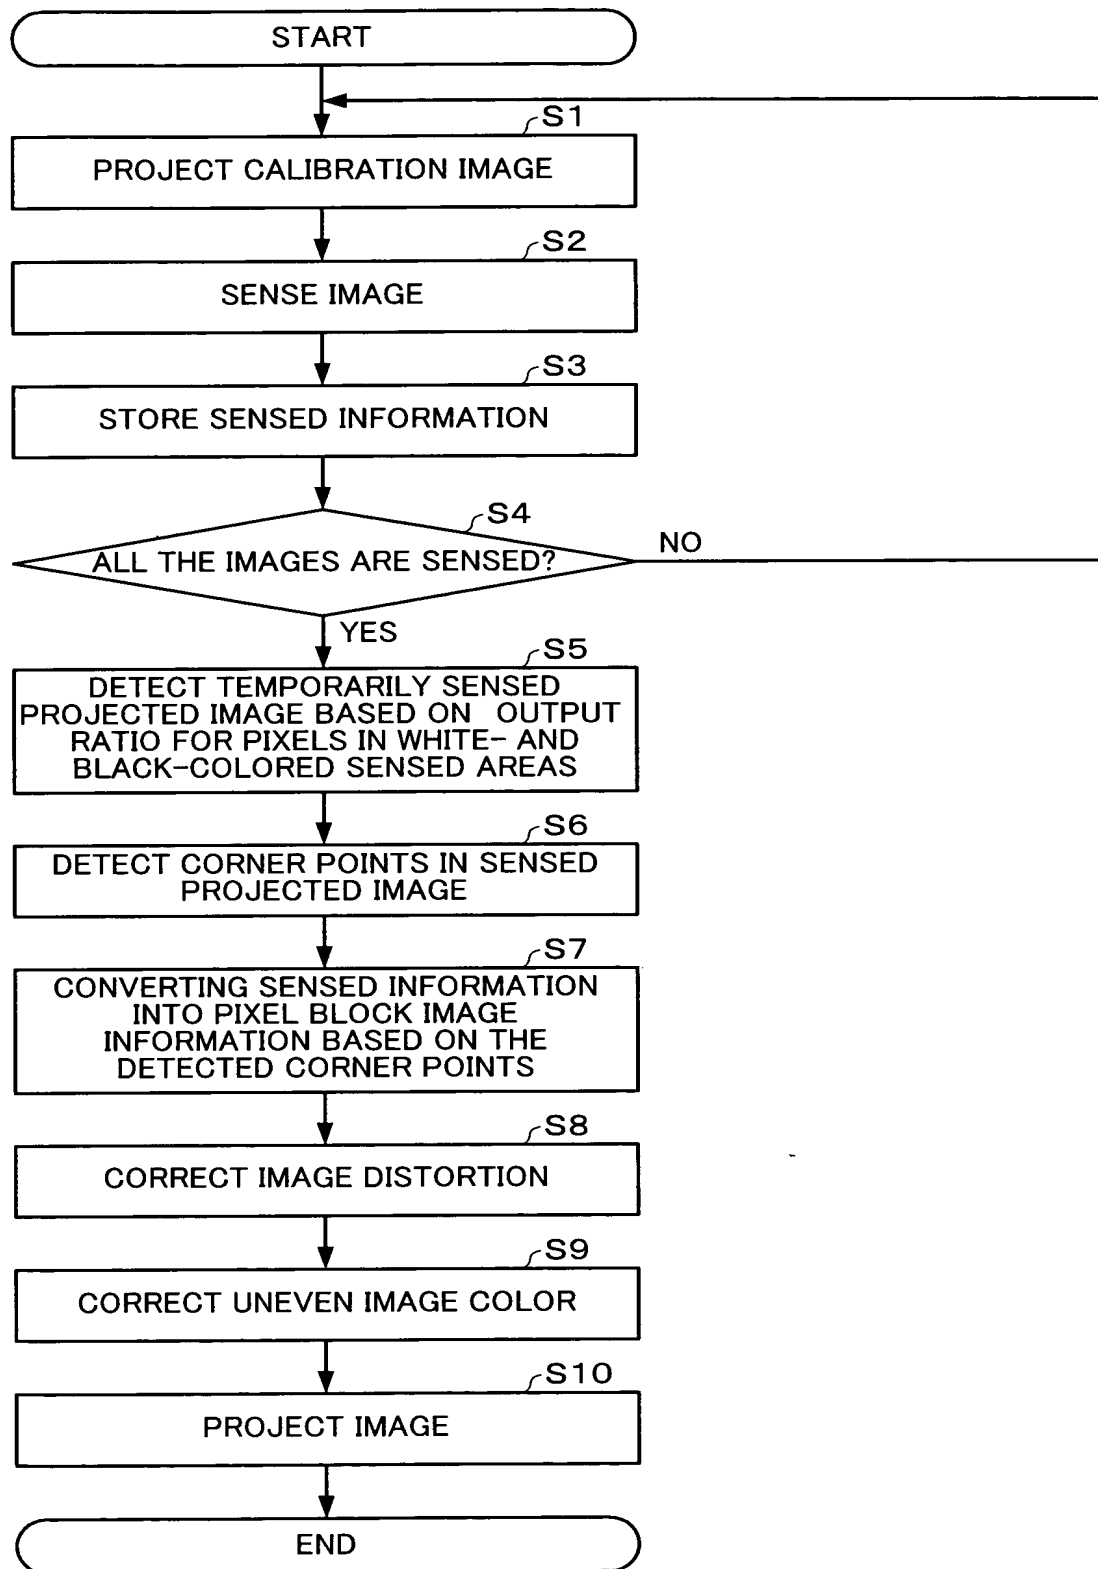 START
S1
PROJECT CALIBRATION IMAGE
S2
SENSE IMAGE
S3
STORE SENSED INFORMATION
S4
ALL THE IMAGES ARE SENSED?
NO
YES
S5
DETECT TEMPORARILY SENSED
PROJECTED IMAGE BASED ON OUTPUT
RATIO FOR PIXELS IN WHITE- AND
BLACK-COLORED SENSED AREAS
S6
DETECT CORNER POINTS IN SENSED
PROJECTED IMAGE
S7
CONVERTING SENSED INFORMATION
INTO PIXEL BLOCK IMAGE
INFORMATION BASED ON THE
DETECTED CORNER POINTS
S8
CORRECT IMAGE DISTORTION
S9
CORRECT UNEVEN IMAGE COLOR
S10
PROJECT IMAGE
END